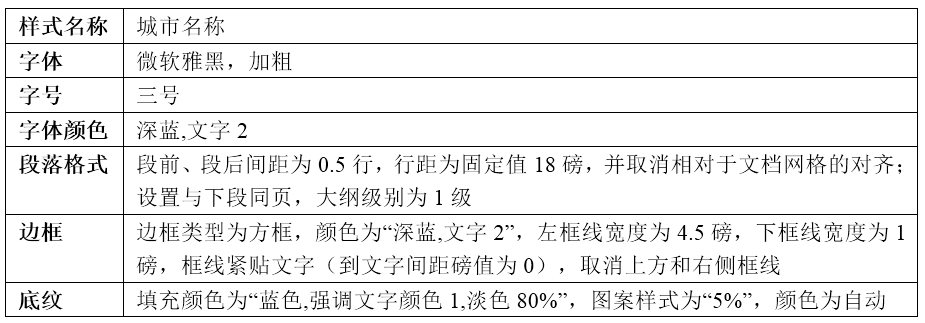 样式名称 城市名称
字体 微软雅黑，加粗
字号 三号
字体颜色 深蓝,文字 2
段落格式 段前、段后间距为 0.5 行，行距为固定值 18 磅，并取消相对于文档网格的对齐；
设置与下段同页，大纲级别为 1 级
边框 边框类型为方框，颜色为“深蓝,文字 2”，左框线宽度为 4.5 磅，下框线宽度为 1
磅，框线紧贴文字（到文字间距磅值为 0），取消上方和右侧框线
底纹 填充颜色为“蓝色,强调文字颜色 1,淡色 80%”，图案样式为“5%”，颜色为自动